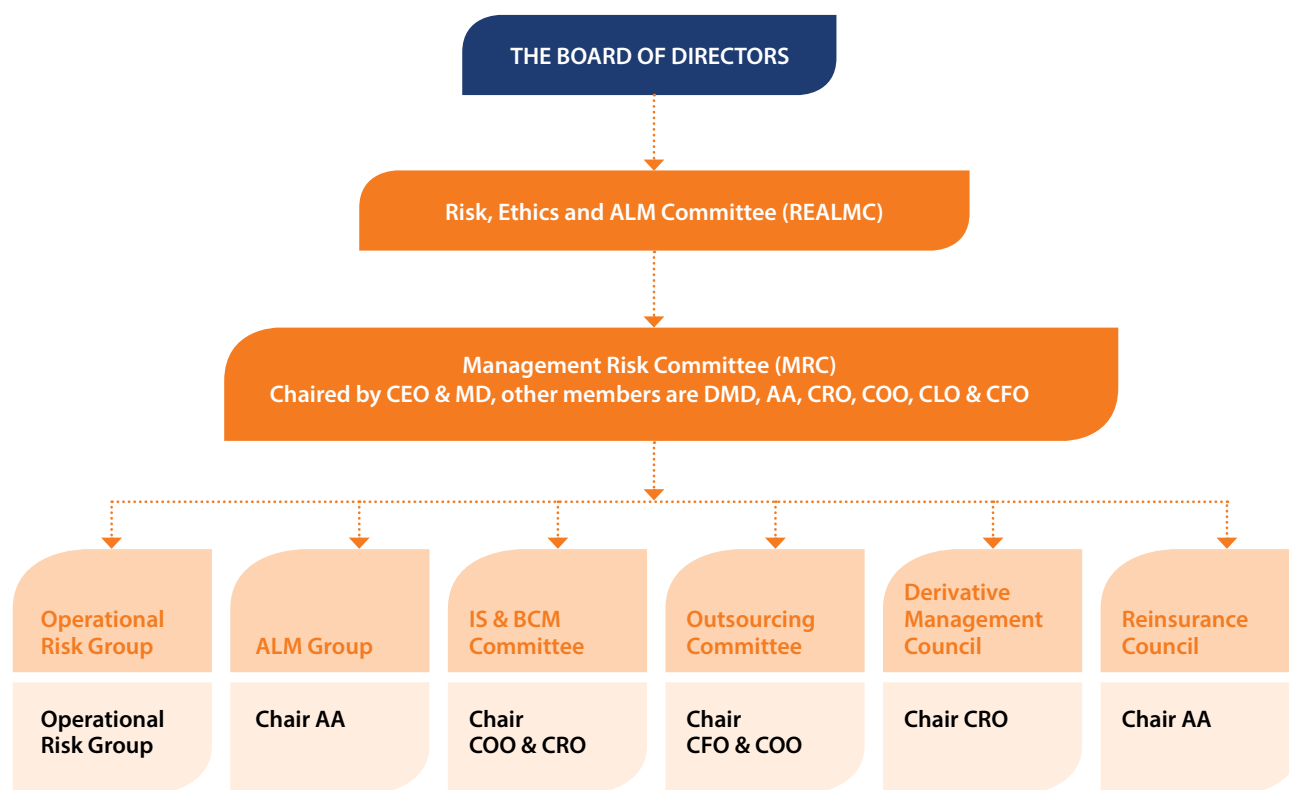 THE BOARD OF DIRECTORS
Risk, Ethics and ALM Committee (REALMC)
Management Risk Committee (MRC)
Chaired by CEO & MD, other members are DMD, AA, CRO, COO, CLO & CFO
Operational
Risk Group
ALM Group
IS & BCM
Committee
Outsourcing
Committee
Derivative
Management
Council
Reinsurance
Council
Operational
Risk Group
Chair AA
Chair
COO & CRO
Chair
CFO & COO
Chair CRO
Chair AA